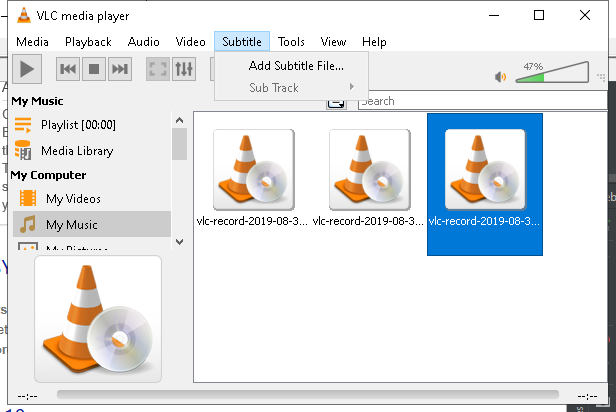 VLC media player
Media Playback Audio Video Subtitle Tools View Help
Add Subtitle File...
Sub Track
47%
My Music
Search
Playlist [00:00]
Media Library
My Computer
My Videos
My Music
vlc-record-2019-08-3... vlc-record-2019-08-3... vlc-record-2019-08-3...
--:-- --:--